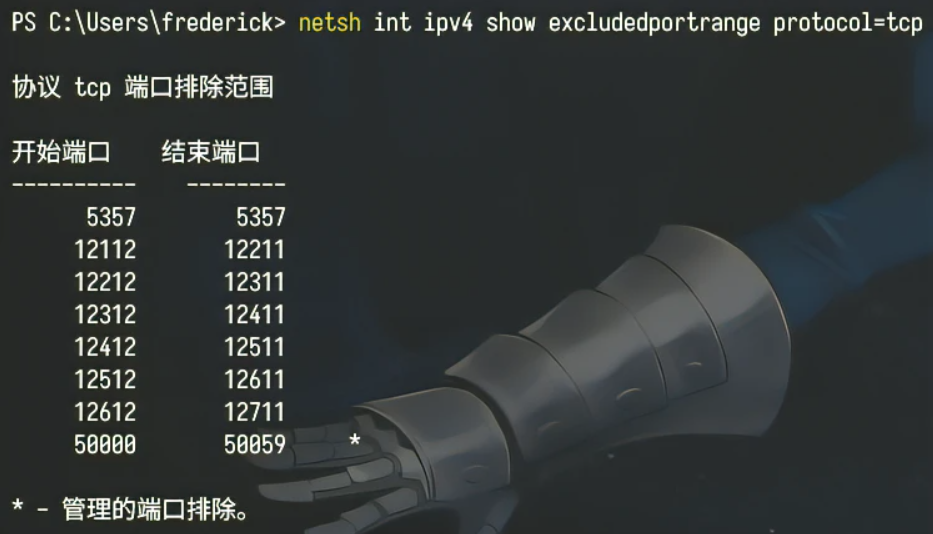 PS C:\Users\frederick> netsh int ipv4 show excludedportrange protocol=tcp
协议 tcp 端口排除范围
开始端口    结束端口
----------    --------
5357    5357
12112    12211
12212    12311
12312    12411
12412    12511
12512    12611
12612    12711
50000    50059    *
* - 管理的端口排除。